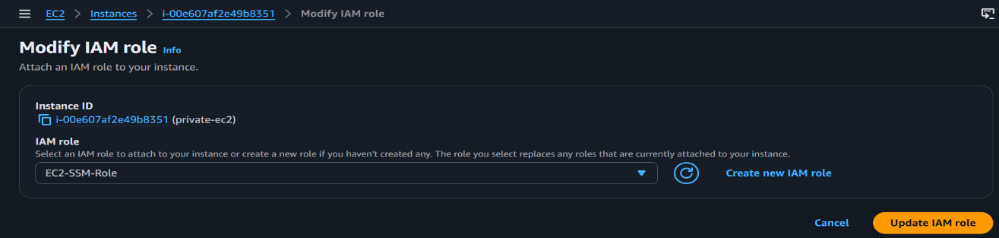 EC2 > Instances > i-00e607af2e49b8351 > Modify IAM role
Modify IAM role Info
Attach an IAM role to your instance.
Instance ID
i-00e607af2e49b8351 (private-ec2)
IAM role
Select an IAM role to attach to your instance or create a new role if you haven't created any. The role you select replaces any roles that are currently attached to your instance.
EC2-SSM-Role Create new IAM role
Cancel Update IAM role